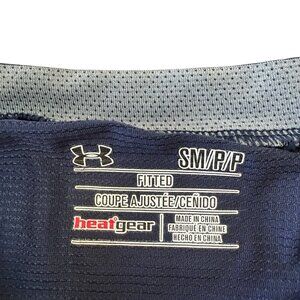 SM/P/P
FITTED
COUPE AJUSTÉE/CEÑIDO
heatgear
MADE IN CHINA
FABRIQUÉ EN CHINE
HECHO EN CHINA